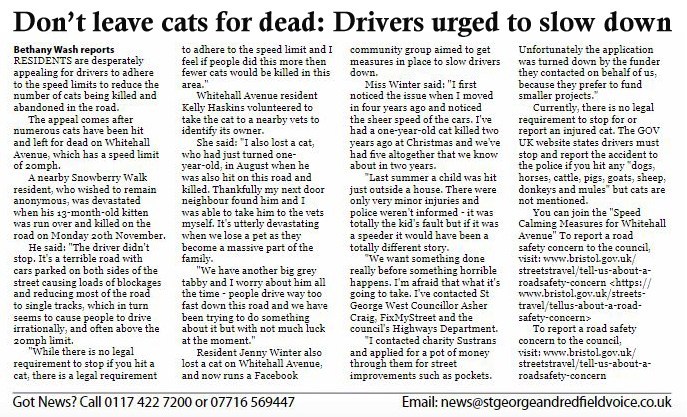 Don't leave cats for dead: Drivers urged to slow down
Bethany Wash reports
RESIDENTS are desperately
appealing for drivers to adhere
to the speed limits to reduce the
number of cats being killed and
abandoned in the road.
The appeal comes after
numerous cats have been hit
and left for dead on Whitehall
Avenue, which has a speed limit
of 20mph.
A nearby Snowberry Walk
resident, who wished to remain
anonymous, was devastated
when his 13-month-old kitten
was run over and killed on the
road on Monday 20th November.
He said: "The driver didn't
stop. It's a terrible road with
cars parked on both sides of the
street causing loads of blockages
and reducing most of the road
to single tracks, which in turn
seems to cause people to drive
irrationally, and often above the
20mph limit.
"While there is no legal
requirement to stop if you hit a
cat, there is a legal requirement
to adhere to the speed limit and I
feel if people did this more then
fewer cats would be killed in this
area."
Whitehall Avenue resident
Kelly Haskins volunteered to
take the cat to a nearby vets to
identify its owner.
She said: "I also lost a cat,
who had just turned one-
year-old, in August when he
was also hit on this road and
killed. Thankfully my next door
neighbour found him and I
was able to take him to the vets
myself. It's utterly devastating
when we lose a pet as they
become a massive part of the
family.
"We have another big grey
tabby and I worry about him all
the time - people drive way too
fast down this road and we have
been trying to do something
about it but with not much luck
at the moment."
Resident Jenny Winter also
lost a cat on Whitehall Avenue,
and now runs a Facebook
community group aimed to get
measures in place to slow drivers
down.
Miss Winter said: "I first
noticed the issue when I moved
in four years ago and noticed
the sheer speed of the cars. I've
had a one-year-old cat killed two
years ago at Christmas and we've
had five altogether that we know
about in two years.
"Last summer a child was hit
just outside a house. There were
only very minor injuries and
police weren't informed - it was
totally the kid's fault but if it was
a speeder it would have been a
totally different story.
"We want something done
really before something horrible
happens. I'm afraid that what it's
going to take. I've contacted St
George West Councillor Asher
Craig, FixMyStreet and the
council's Highways Department.
"I contacted charity Sustrans
and applied for a pot of money
through them for street
improvements such as pockets.
Unfortunately the application
was turned down by the funder
they contacted on behalf of us,
because they prefer to fund
smaller projects."
Currently, there is no legal
requirement to stop for or
report an injured cat. The GOV
UK website states drivers must
stop and report the accident to
the police if you hit any "dogs,
horses, cattle, pigs, goats, sheep,
donkeys and mules" but cats are
not mentioned.
You can join the "Speed
Calming Measures for Whitehall
Avenue" To report a road
safety concern to the council,
visit: www.bristol.gov.uk/
streetstravel/tell-us-about-a-
roadsafety-concern <https://
www.bristol.gov.uk/streets-
travel/tellus-about-a-road-
safety-concern>
To report a road safety
concern to the council,
visit: www.bristol.gov.uk/
streetstravel/tell-us-about-a-
roadsafety-concern
Got News? Call 0117 422 7200 or 07716 569447
Email: news@stgeorgeandredfieldvoice.co.uk